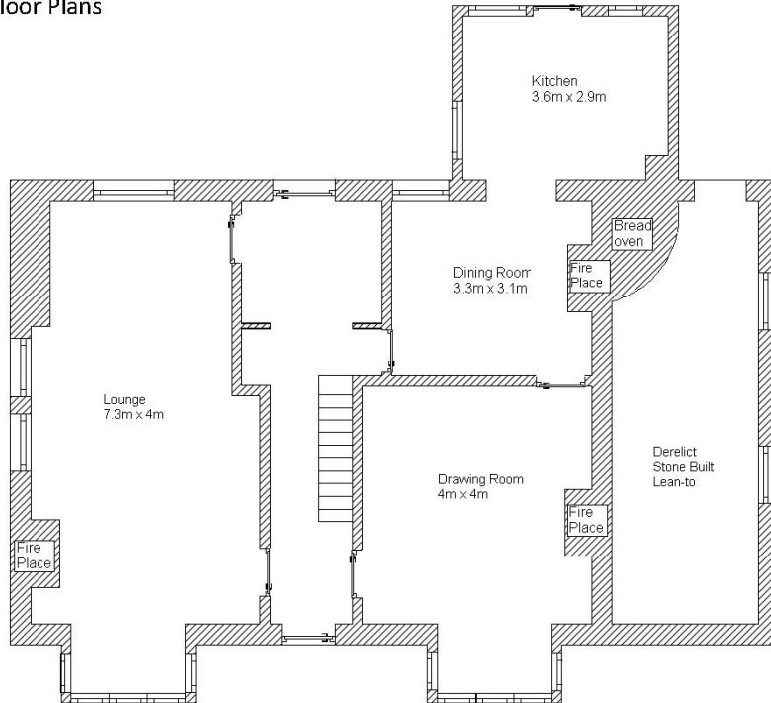 loor Plans
Kitchen
3.6m x 2.9m
Bread
oven
Dining Room
3.3m x 3.1m
Fire
Place
Lounge
7.3m x 4m
Drawing Room
4m x 4m
Derelict
Stone Built
Lean-to
Fire
Place
Fire
Place